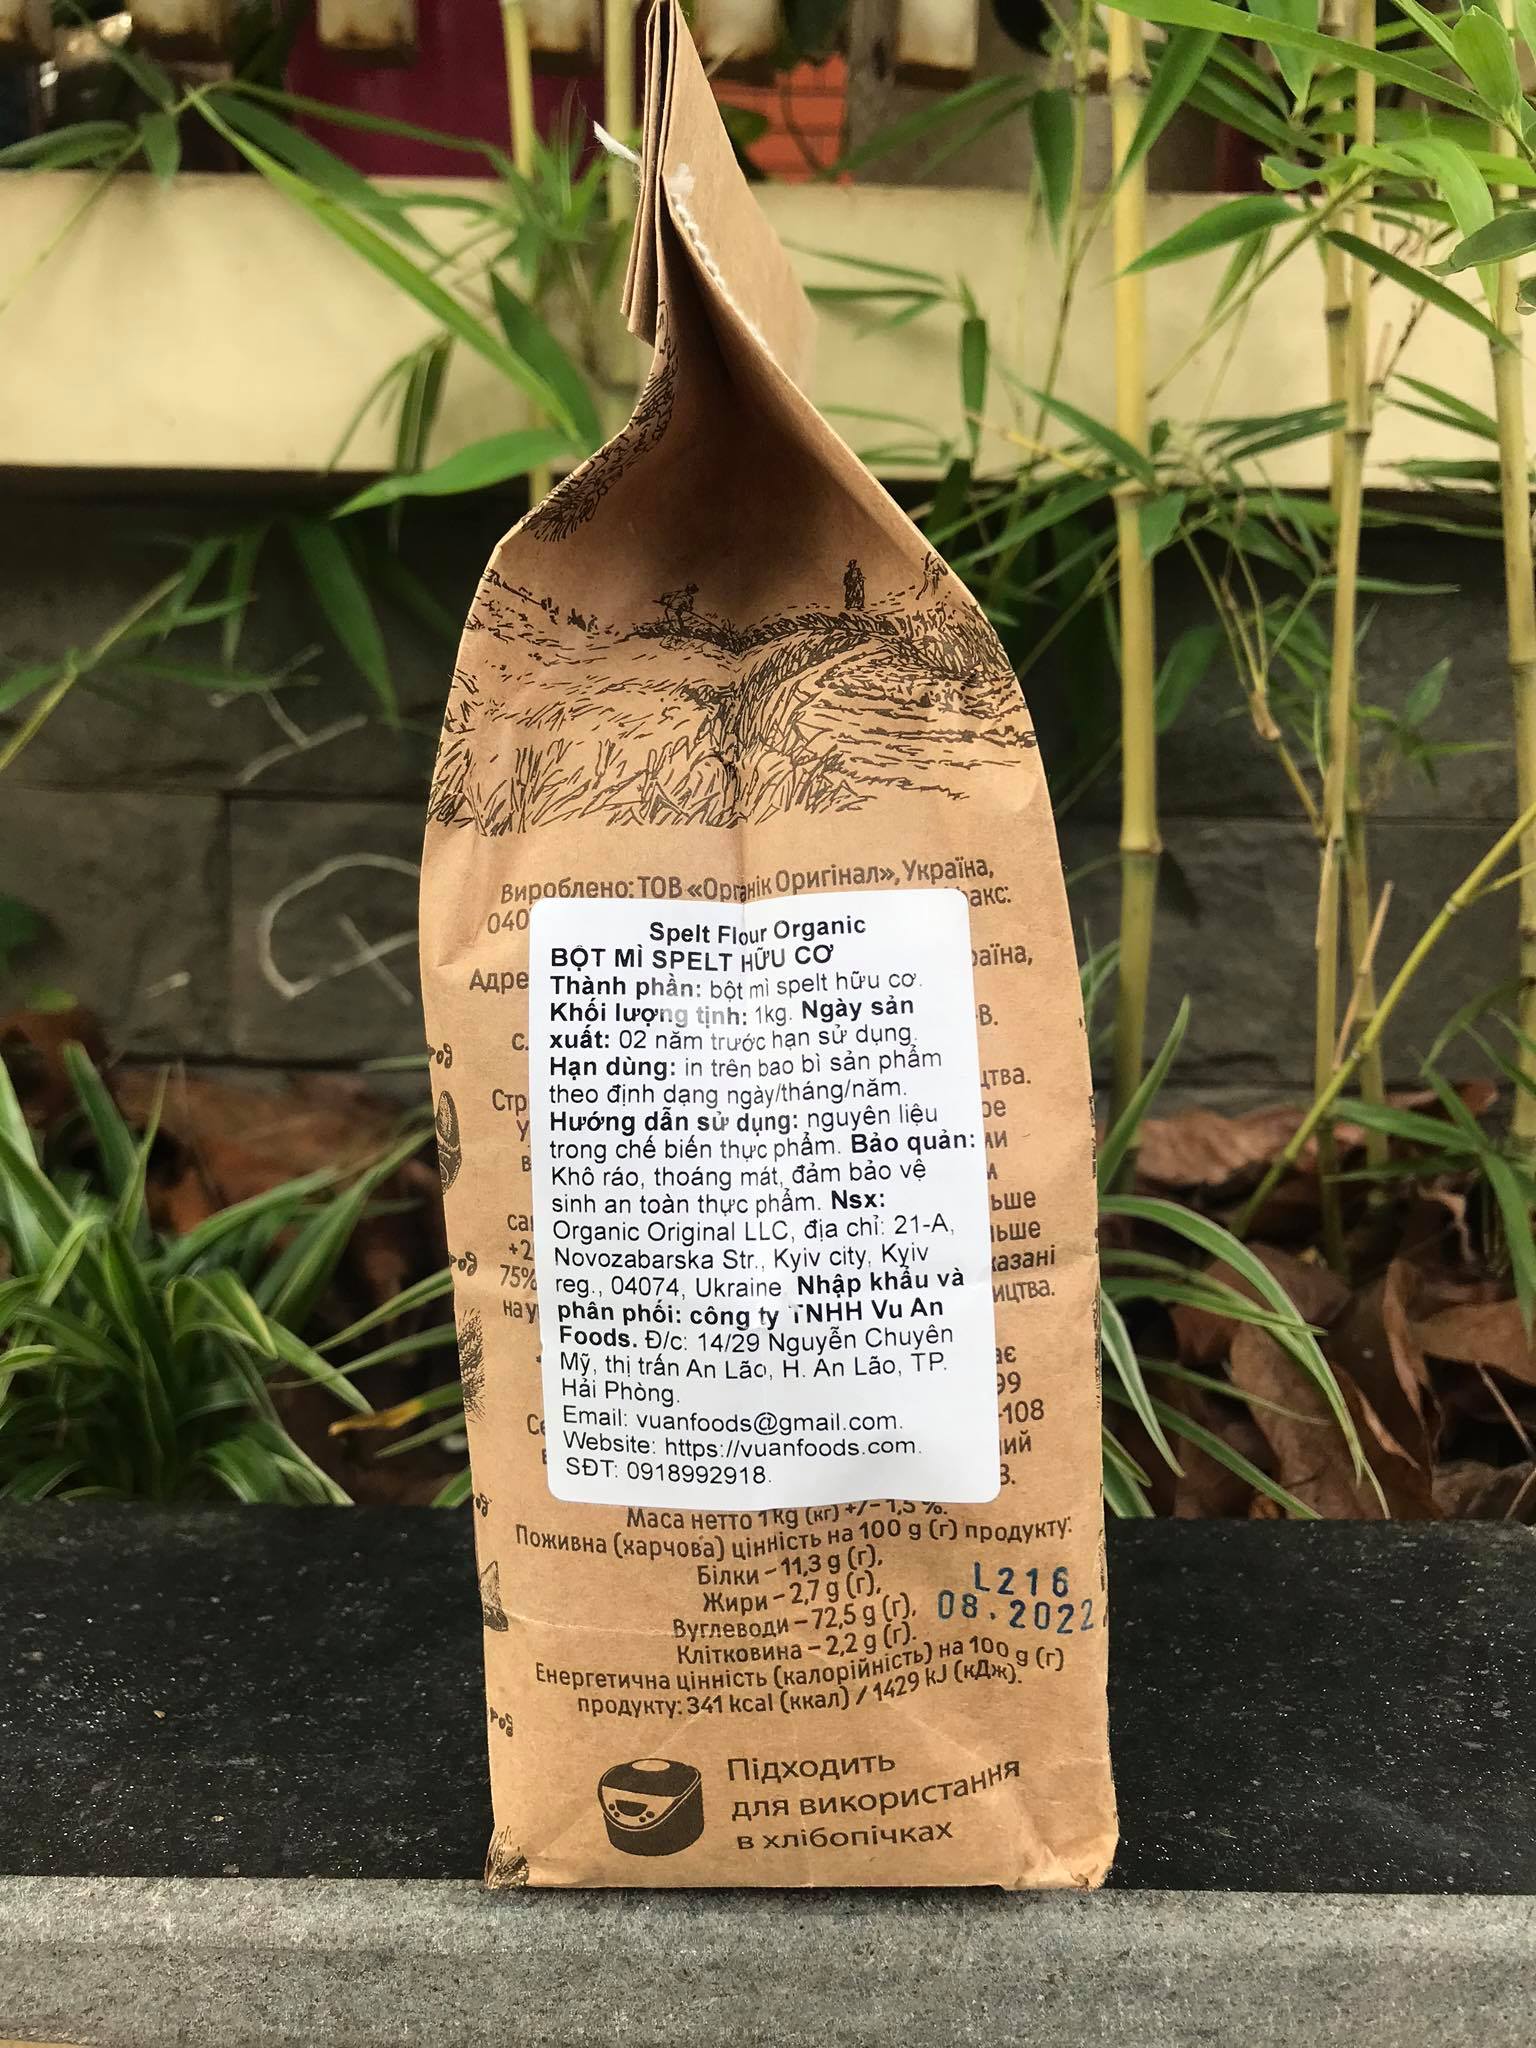 Вироблено: ТОВ «Органік Оригінал», Україна,
040
акс:
Адре
раїна,
Spelt Flour Organic
BỘT MÌ SPELT HỮU CƠ
Thành phần: bột mì spelt hữu cơ.
Khối lượng tịnh: 1kg. Ngày sản
xuất: 02 năm trước hạn sử dụng.
Hạn dùng: in trên bao bì sản phẩm
theo định dạng ngày/tháng/năm.
Hướng dẫn sử dụng: nguyên liệu
trong chế biến thực phẩm. Bảo quản:
Khô ráo, thoáng mát, đảm bảo vệ
sinh an toàn thực phẩm. Nsx:
Organic Original LLC, địa chỉ: 21-A,
Novozabarska Str., Kyiv city, Kyiv
reg., 04074, Ukraine. Nhập khẩu và
phân phối: công ty TNHH Vu An
Foods. Đ/c: 14/29 Nguyễn Chuyên
Mỹ, thị trấn An Lão, H. An Lão, TP.
Hải Phòng.
Email: vuanfoods@gmail.com.
Website: https://vuanfoods.com.
SĐT: 0918992918.
Маса нетто 1 kg (кг) +/- 1,5 %.
Поживна (харчова) цінність на 100 g (г) продукту:
Білки – 11,3 g (г),
Жири – 2,7 g (г),
Вуглеводи – 72,5 g (г),
Клітковина – 2,2 g (г).
L216
08.2022
Енергетична цінність (калорійність) на 100 g (г)
продукту: 341 kcal (ккал) / 1429 kJ (кДж).
Підходить
для використання
в хлібопічках